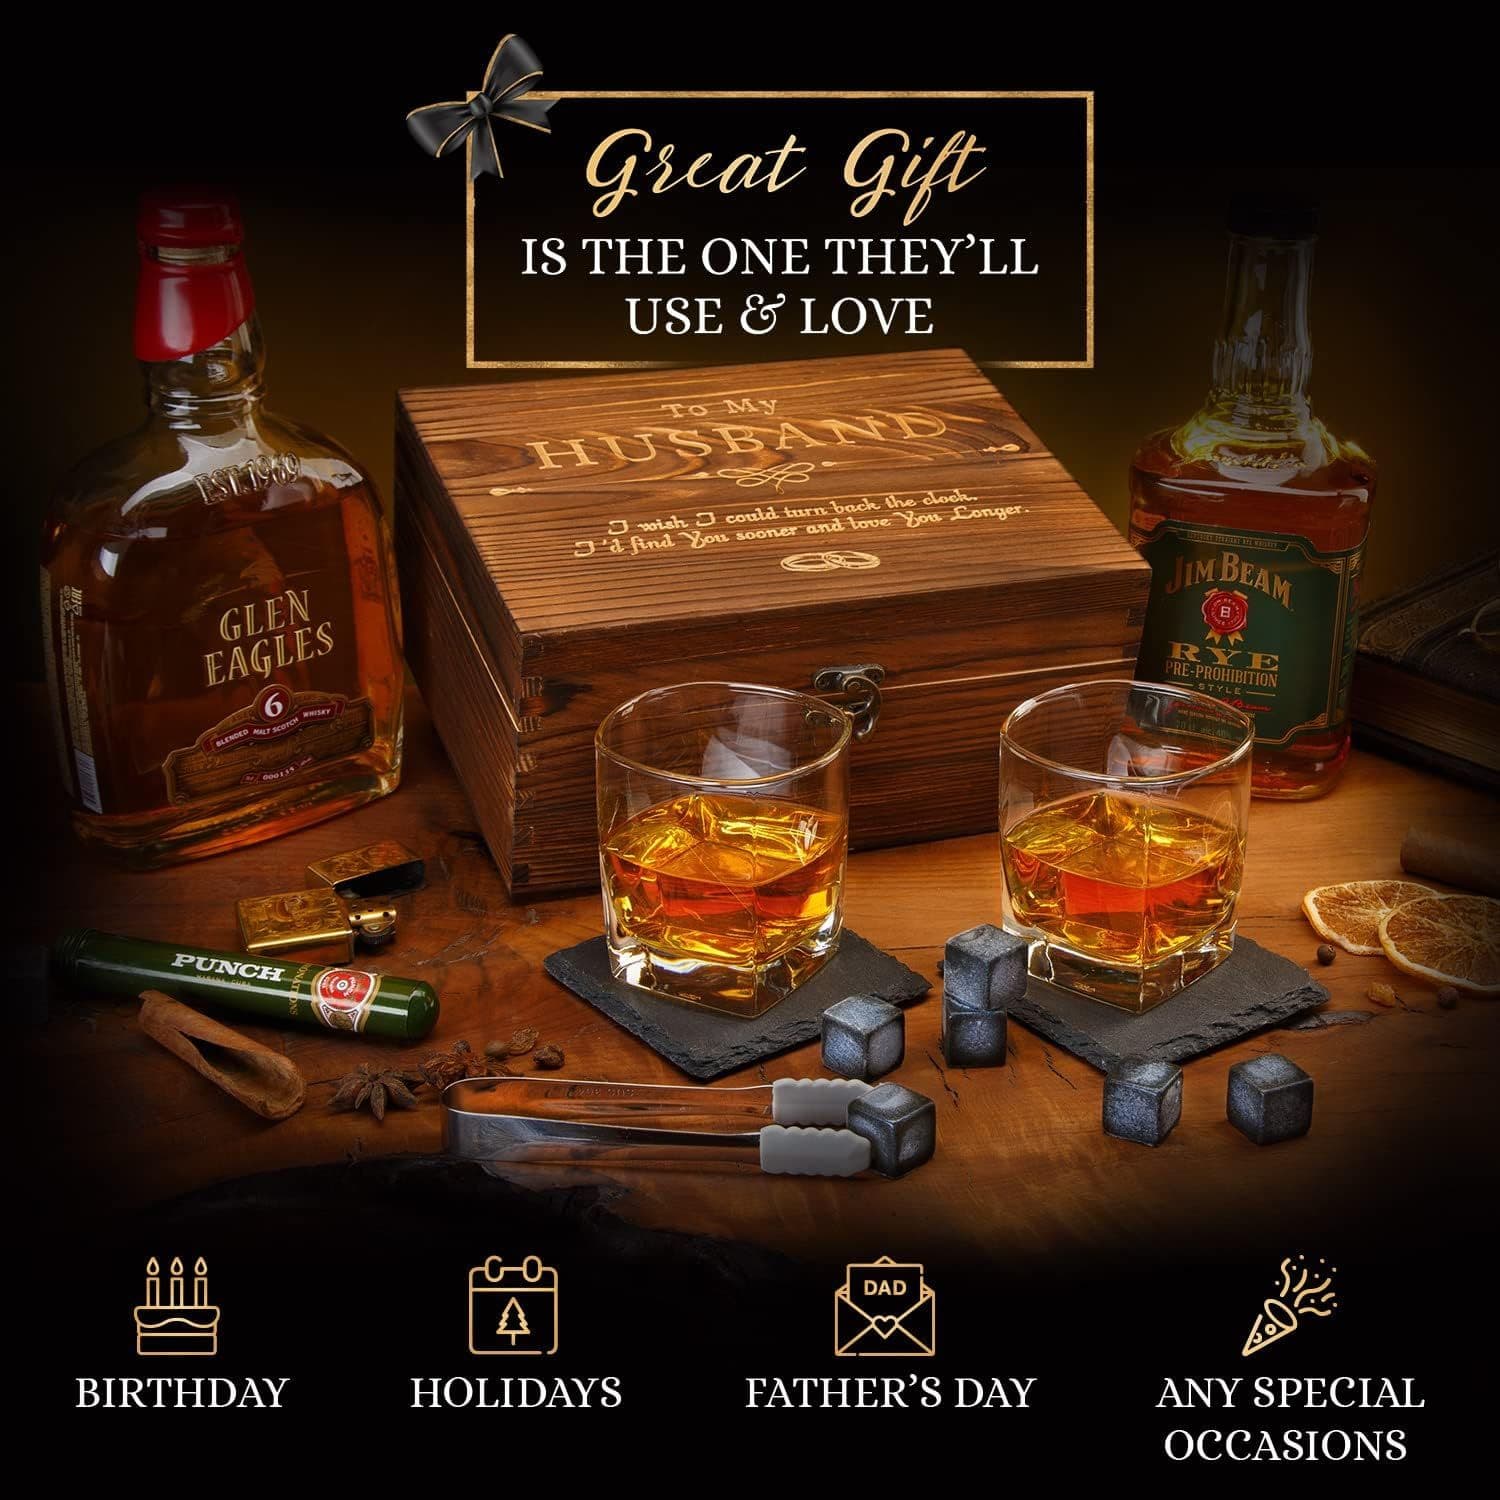 Great Gift
IS THE ONE THEY'LL
USE & LOVE
To My
HUSBAND
I wish I could turn back the clock.
I'd find You sooner and love You Longer.
EST. 1969
GLEN
EAGLES
6
BLENDED MALT SCOTCH WHISKY
JIM BEAM
RYE
PRE-PROHIBITION
STYLE
PUNCH
DAD
BIRTHDAY
HOLIDAYS
FATHER'S DAY
ANY SPECIAL
OCCASIONS